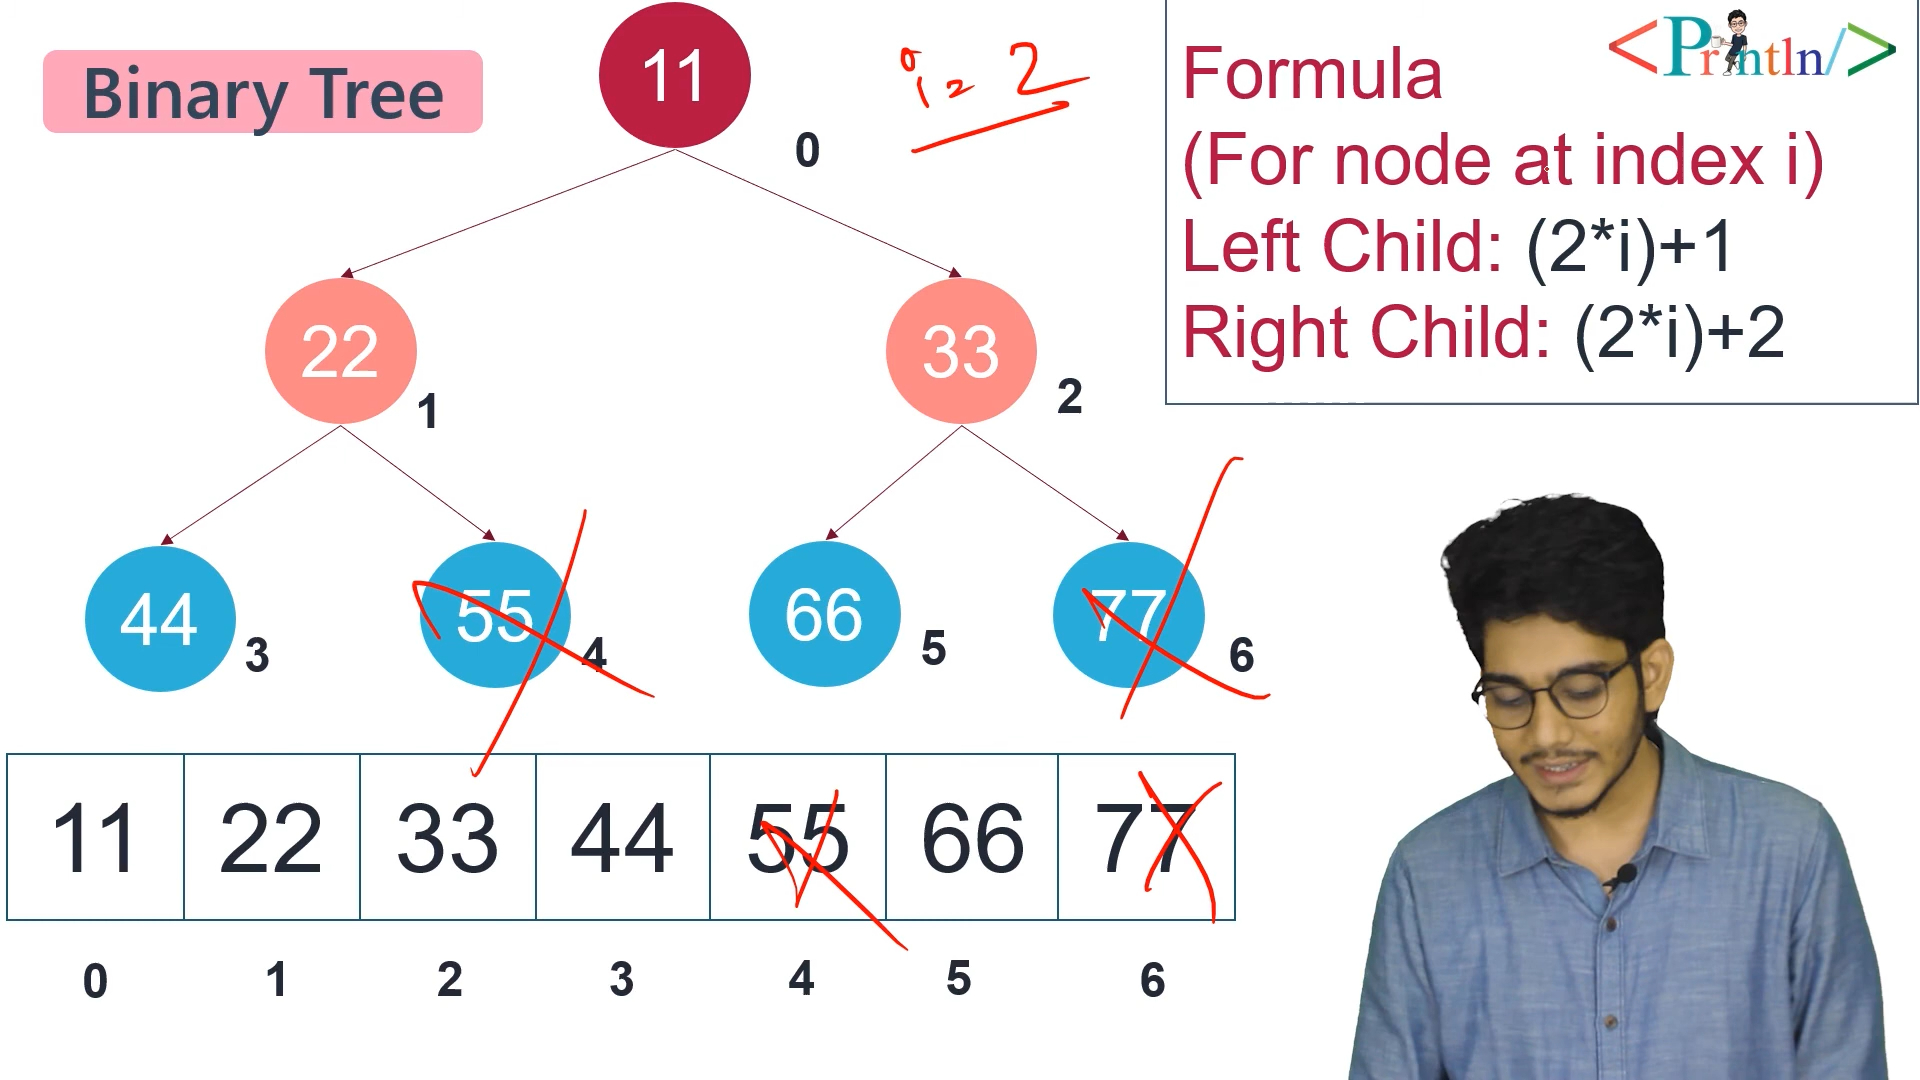 Binary Tree
11
0
i = 2
Formula
(For node at index i)
Left Child: (2*i)+1
Right Child: (2*i)+2
<Println/>
22
1
33
2
44
3
55
4
66
5
77
6
11 22 33 44 55 66 77
0 1 2 3 4 5 6